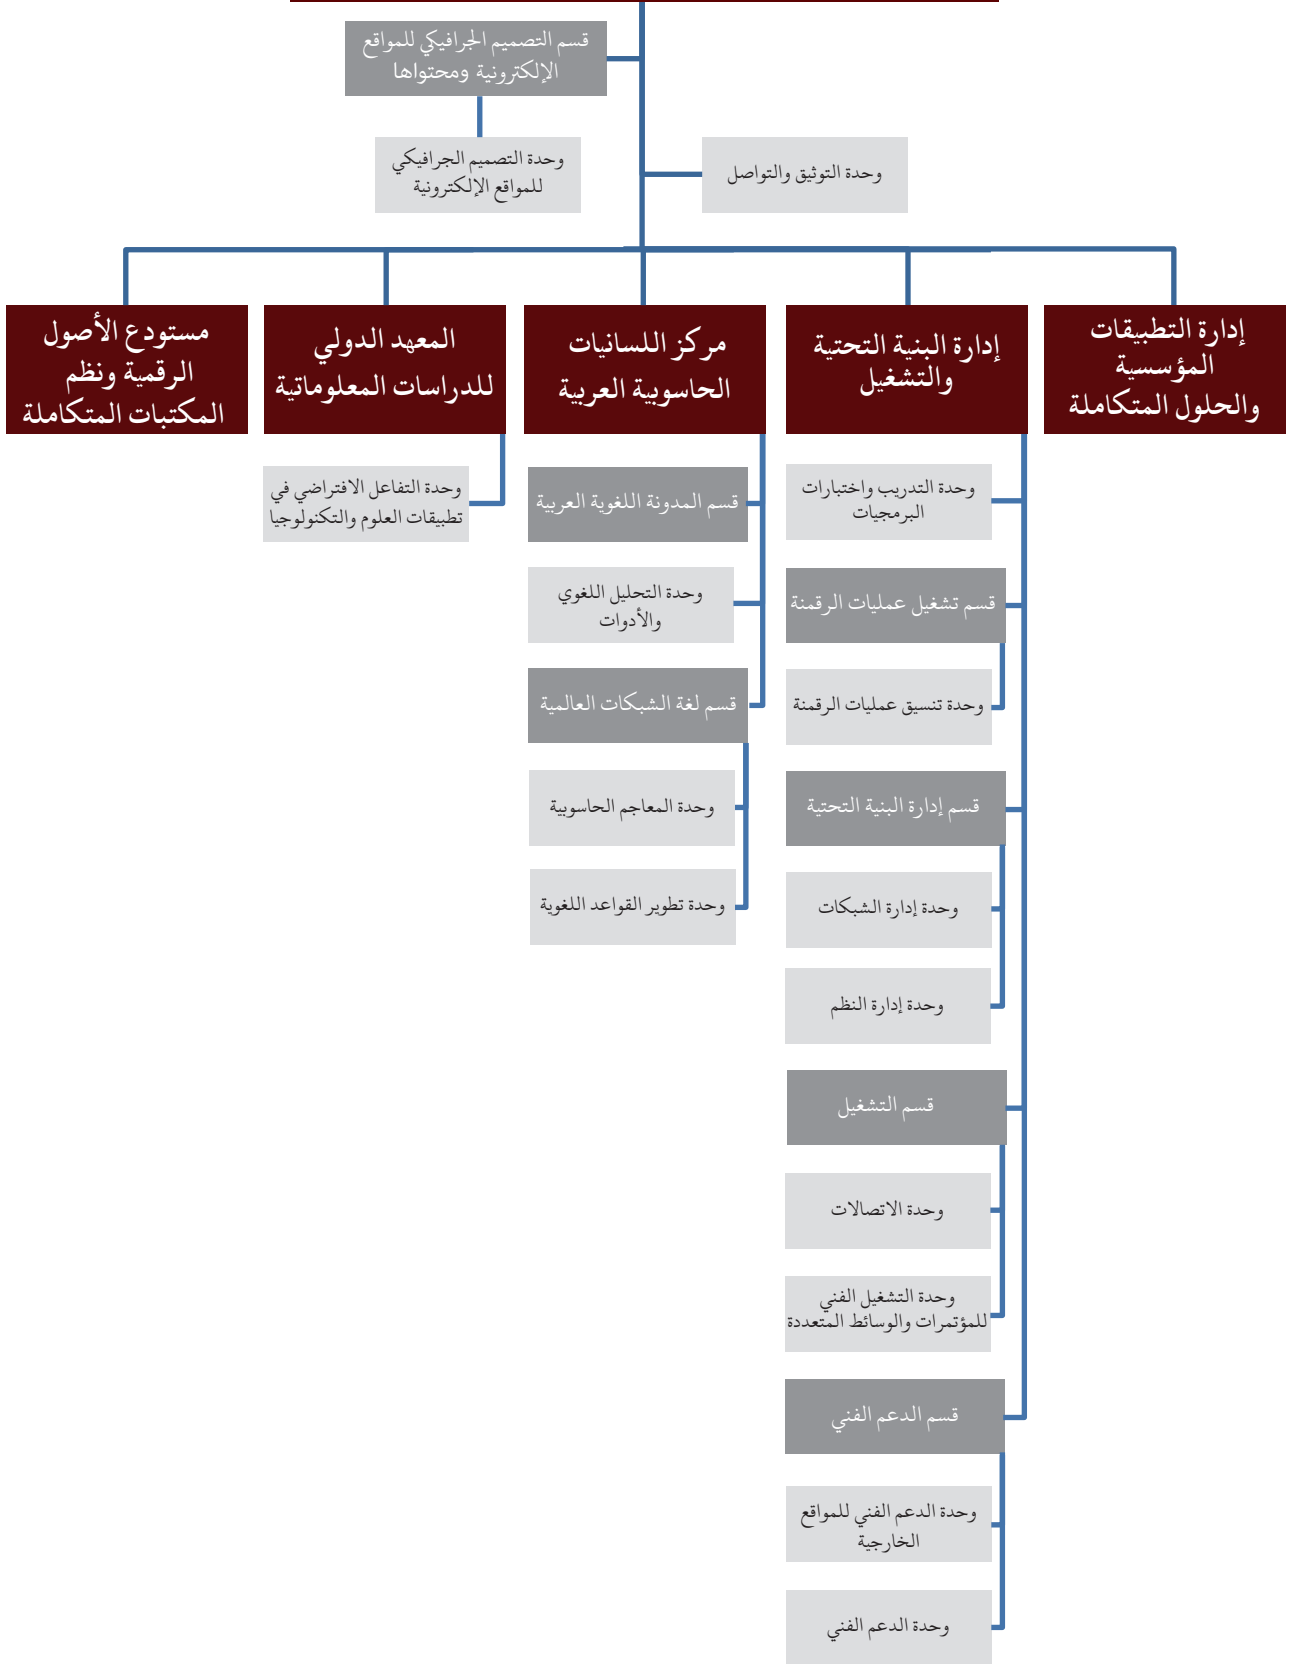 قسم التصميم الجرافيكي للمواقع
الإلكترونية ومحتواها
وحدة التصميم الجرافيكي
للمواقع الإلكترونية
وحدة التوثيق والتواصل
إدارة التطبيقات
المؤسسية
والحلول المتكاملة
إدارة البنية التحتية
والتشغيل
وحدة التدريب واختبارات
البرمجيات
قسم تشغيل عمليات الرقمنة
وحدة تنسيق عمليات الرقمنة
قسم إدارة البنية التحتية
وحدة إدارة الشبكات
وحدة إدارة النظم
قسم التشغيل
وحدة الاتصالات
وحدة التشغيل الفني
للمؤتمرات والوسائط المتعددة
قسم الدعم الفني
وحدة الدعم الفني للمواقع
الخارجية
وحدة الدعم الفني
مركز اللسانيات
الحاسوبية العربية
قسم المدونة اللغوية العربية
وحدة التحليل اللغوي
والأدوات
قسم لغة الشبكات العالمية
وحدة المعاجم الحاسوبية
وحدة تطوير القواعد اللغوية
المعهد الدولي
للدراسات المعلوماتية
وحدة التفاعل الافتراضي في
تطبيقات العلوم والتكنولوجيا
مستودع الأصول
الرقمية ونظم
المكتبات المتكاملة